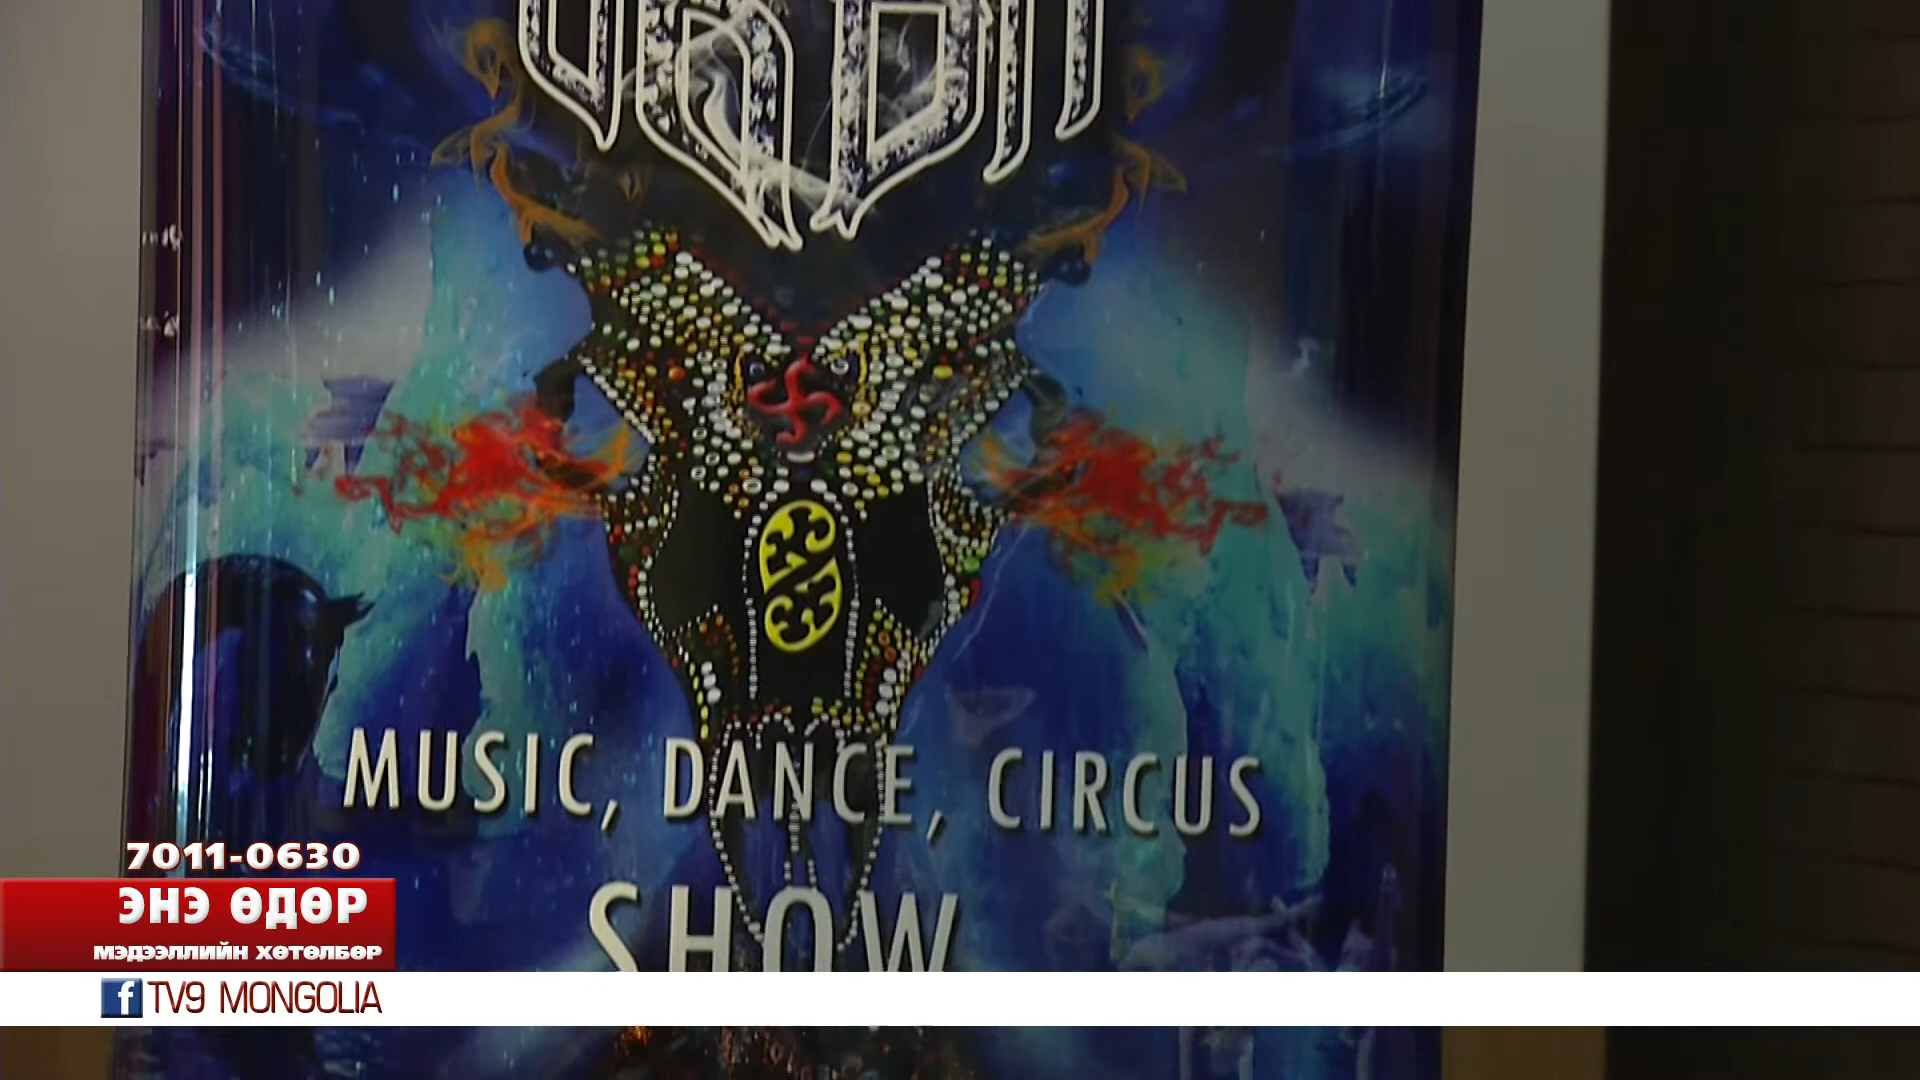 MUSIC, DANCE, CIRCUS
SHOW
7011-0630
ЭНЭ ӨДӨР
МЭДЭЭЛЛИЙН ХӨТӨЛБӨР
f TV9 MONGOLIA